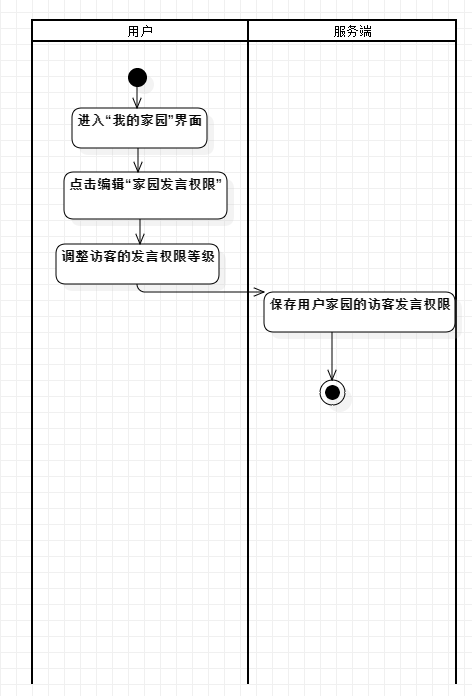 用户
服务端
进入“我的家园”界面
点击编辑“家园发言权限”
调整访客的发言权限等级
保存用户家园的访客发言权限